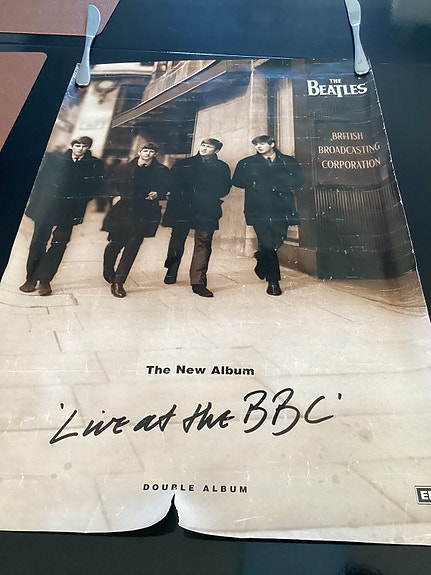 THE
BEATLES
BRITISH
BROADCASTING
CORPORATION
The New Album
'Live at the BBC'
DOUBLE ALBUM